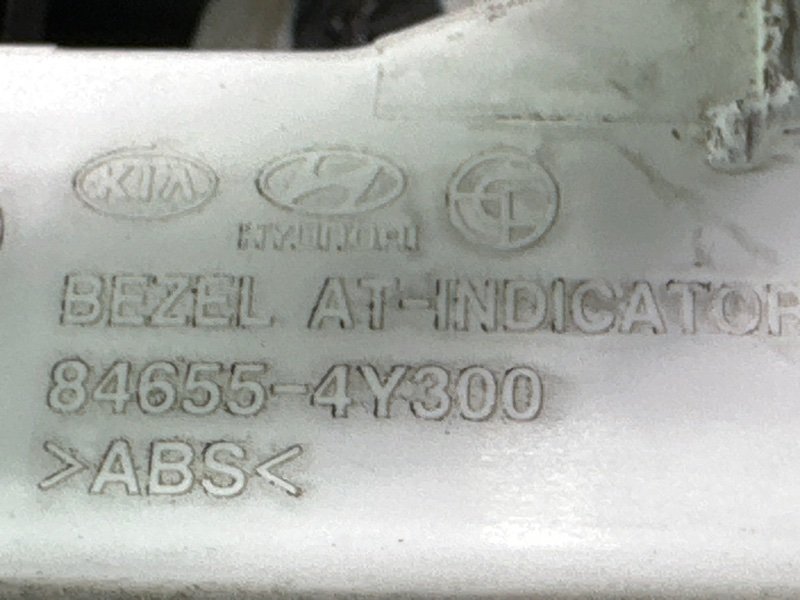 KIA HYUNDAI
BEZEL AT-INDICATOR
84655-4Y300
>ABS<